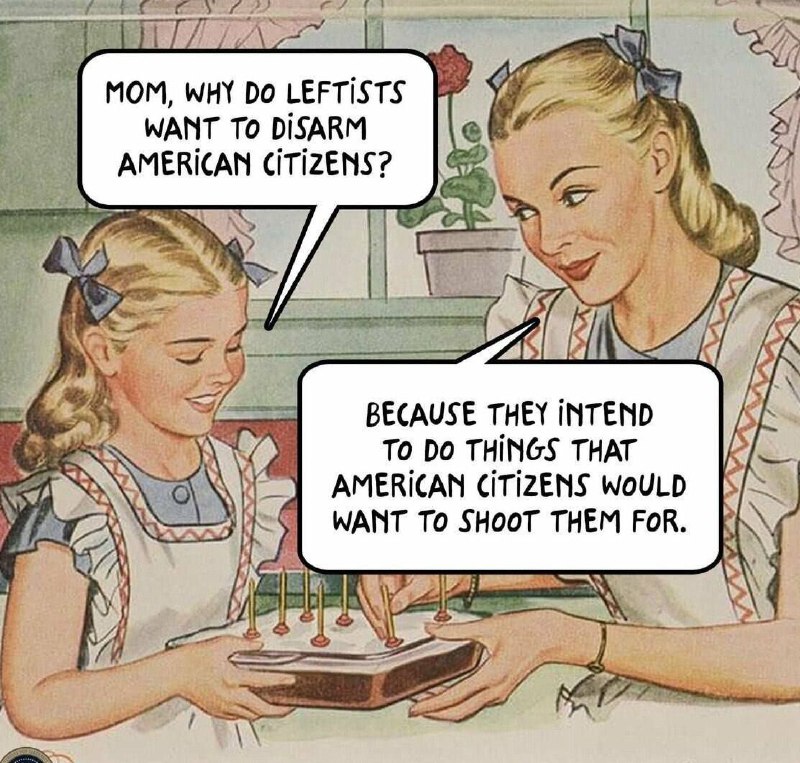 MOM, WHY DO LEFTISTS
WANT TO DISARM
AMERICAN CITIZENS?
BECAUSE THEY INTEND
TO DO THINGS THAT
AMERICAN CITIZENS WOULD
WANT TO SHOOT THEM FOR.